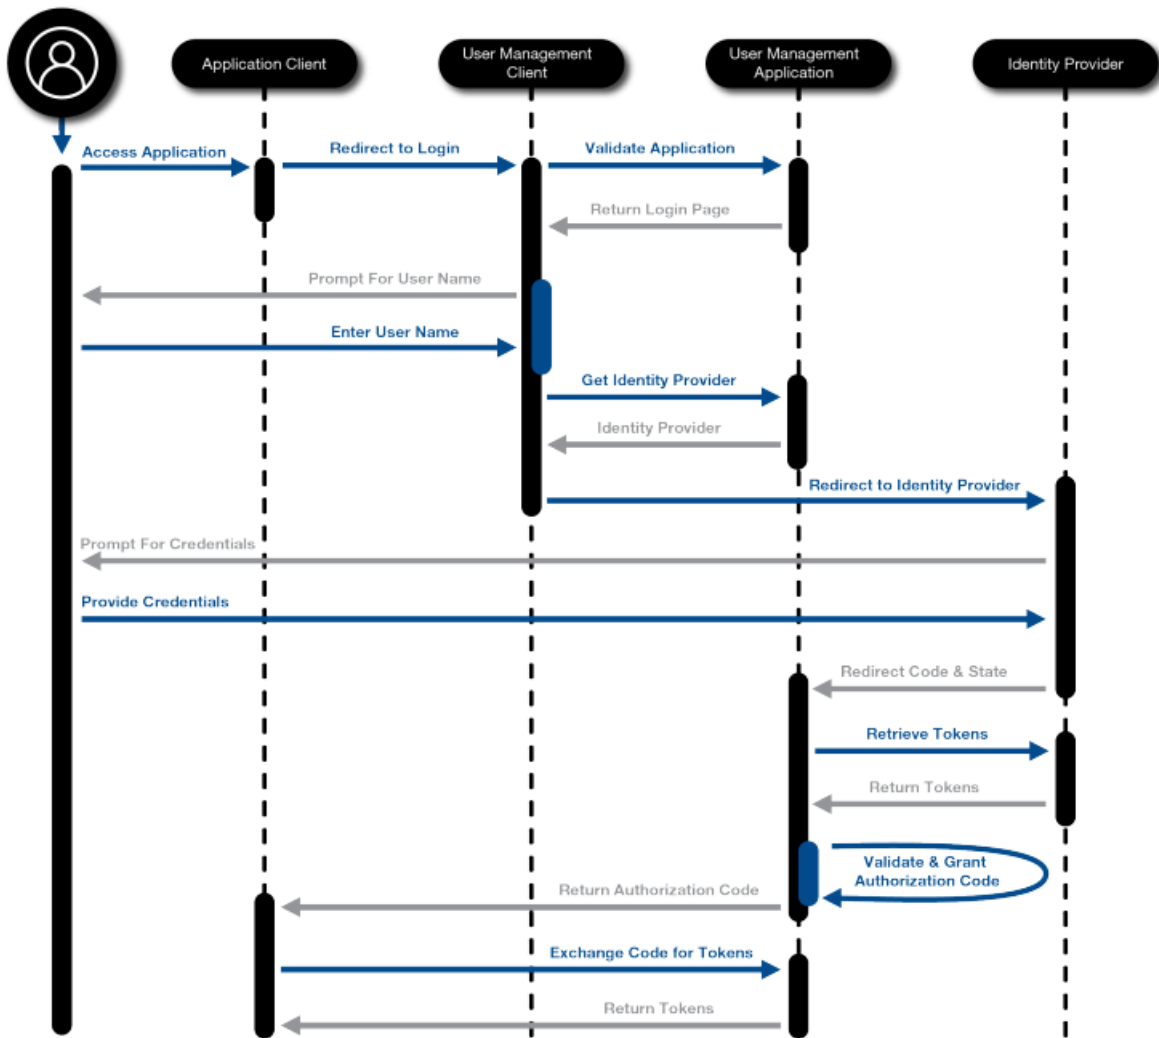 Application Client
User Management
Client
User Management
Application
Identity Provider
Access Application
Redirect to Login
Validate Application
Return Login Page
Prompt For User Name
Enter User Name
Get Identity Provider
Identity Provider
Redirect to Identity Provider
Prompt For Credentials
Provide Credentials
Redirect Code & State
Retrieve Tokens
Return Tokens
Validate & Grant
Authorization Code
Return Authorization Code
Exchange Code for Tokens
Return Tokens